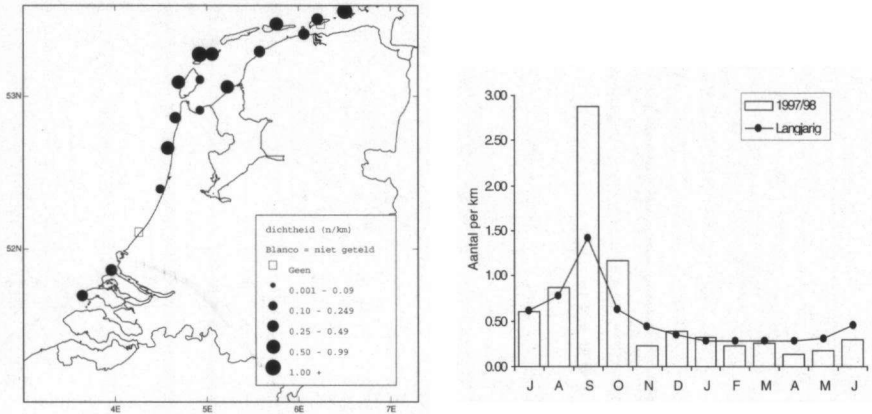 53N
52N
4E 5E 6E 7E
dichtheid (n/km)
Blanco = niet geteld
Geen
0.001 - 0.09
0.10 - 0.249
0.25 - 0.49
0.50 - 0.99
1.00 +
Aantal per km
3.00
2.50
2.00
1.50
1.00
0.50
0.00
J A S O N D J F M A M J
1997/98
Langjarig